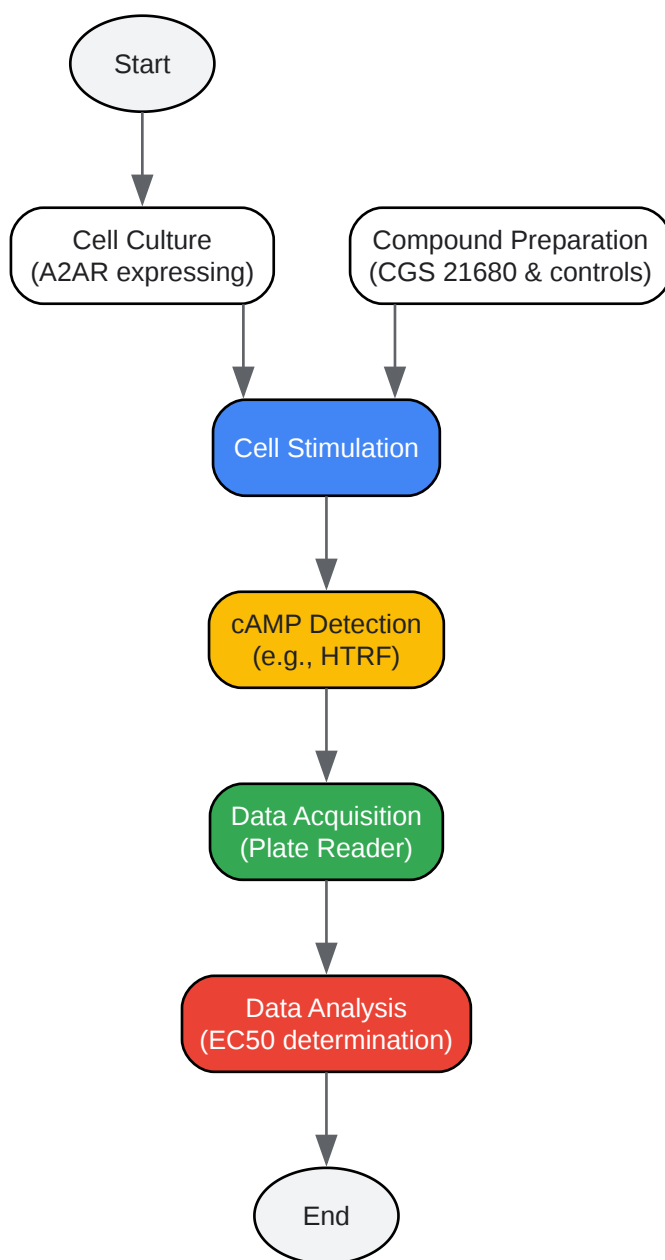 Start
Cell Culture
(A2AR expressing)
Compound Preparation
(CGS 21680 & controls)
Cell Stimulation
cAMP Detection
(e.g., HTRF)
Data Acquisition
(Plate Reader)
Data Analysis
(EC50 determination)
End